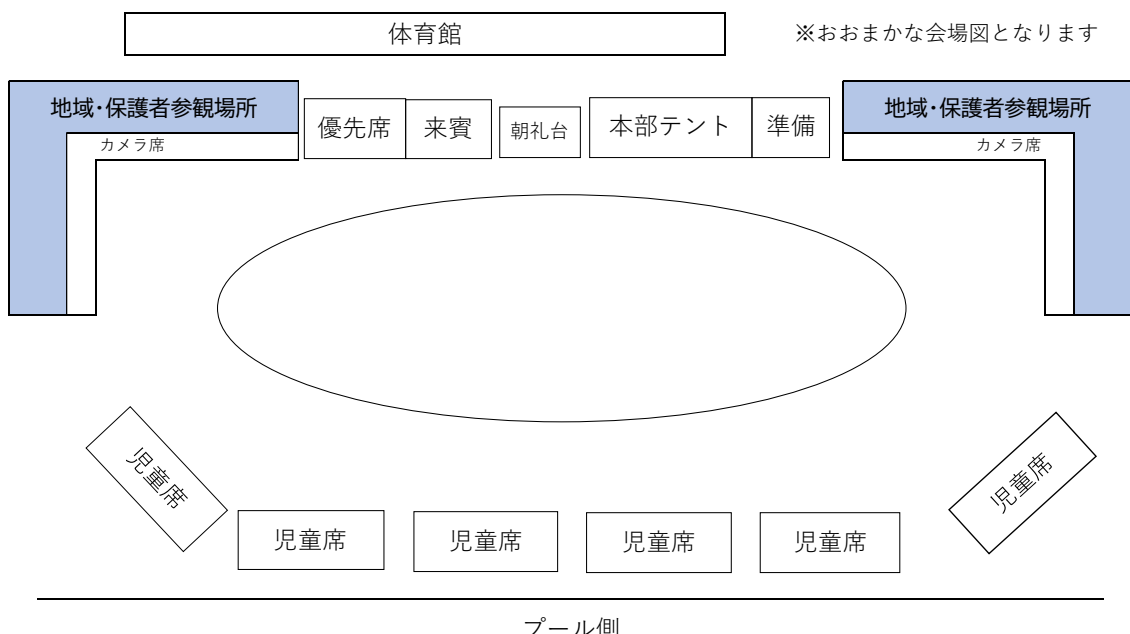 体育館
※おおまかな会場図となります
地域・保護者参観場所
カメラ席
優先席
来賓
朝礼台
本部テント
準備
地域・保護者参観場所
カメラ席
児童席
児童席
児童席
児童席
児童席
児童席
プール側